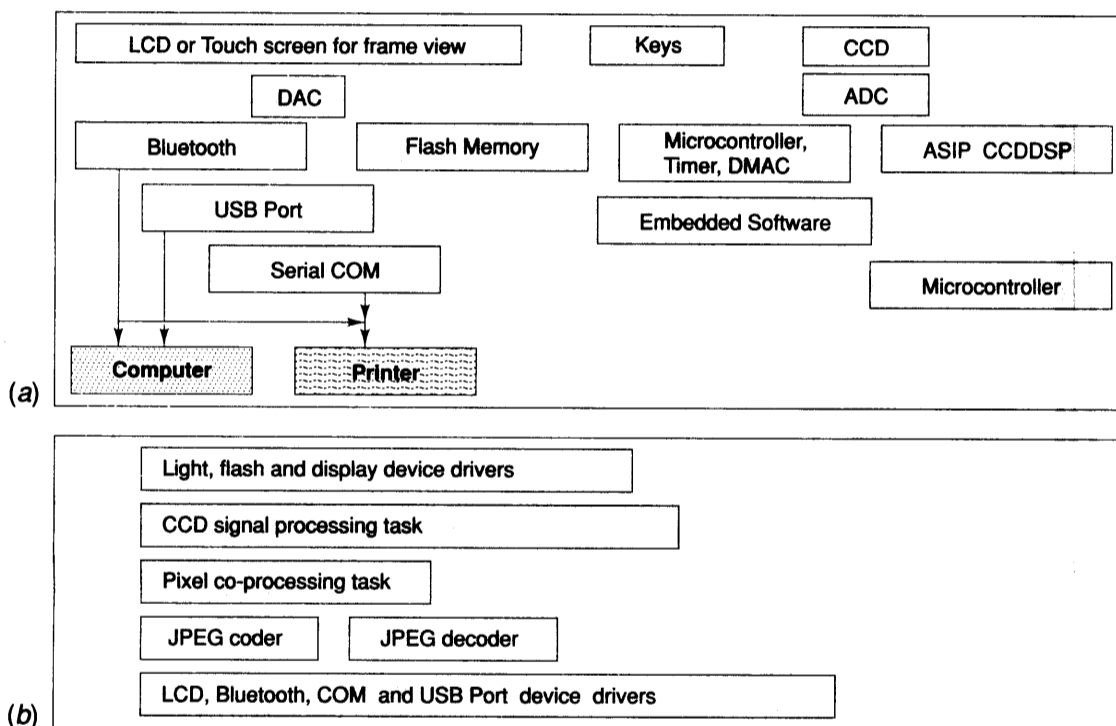 LCD or Touch screen for frame view
Keys
CCD
DAC
ADC
Bluetooth
Flash Memory
Microcontroller,
Timer, DMAC
ASIP CCDDSP
USB Port
Embedded Software
Serial COM
Microcontroller
Computer
Printer
(a)
Light, flash and display device drivers
CCD signal processing task
Pixel co-processing task
JPEG coder
JPEG decoder
LCD, Bluetooth, COM and USB Port device drivers
(b)